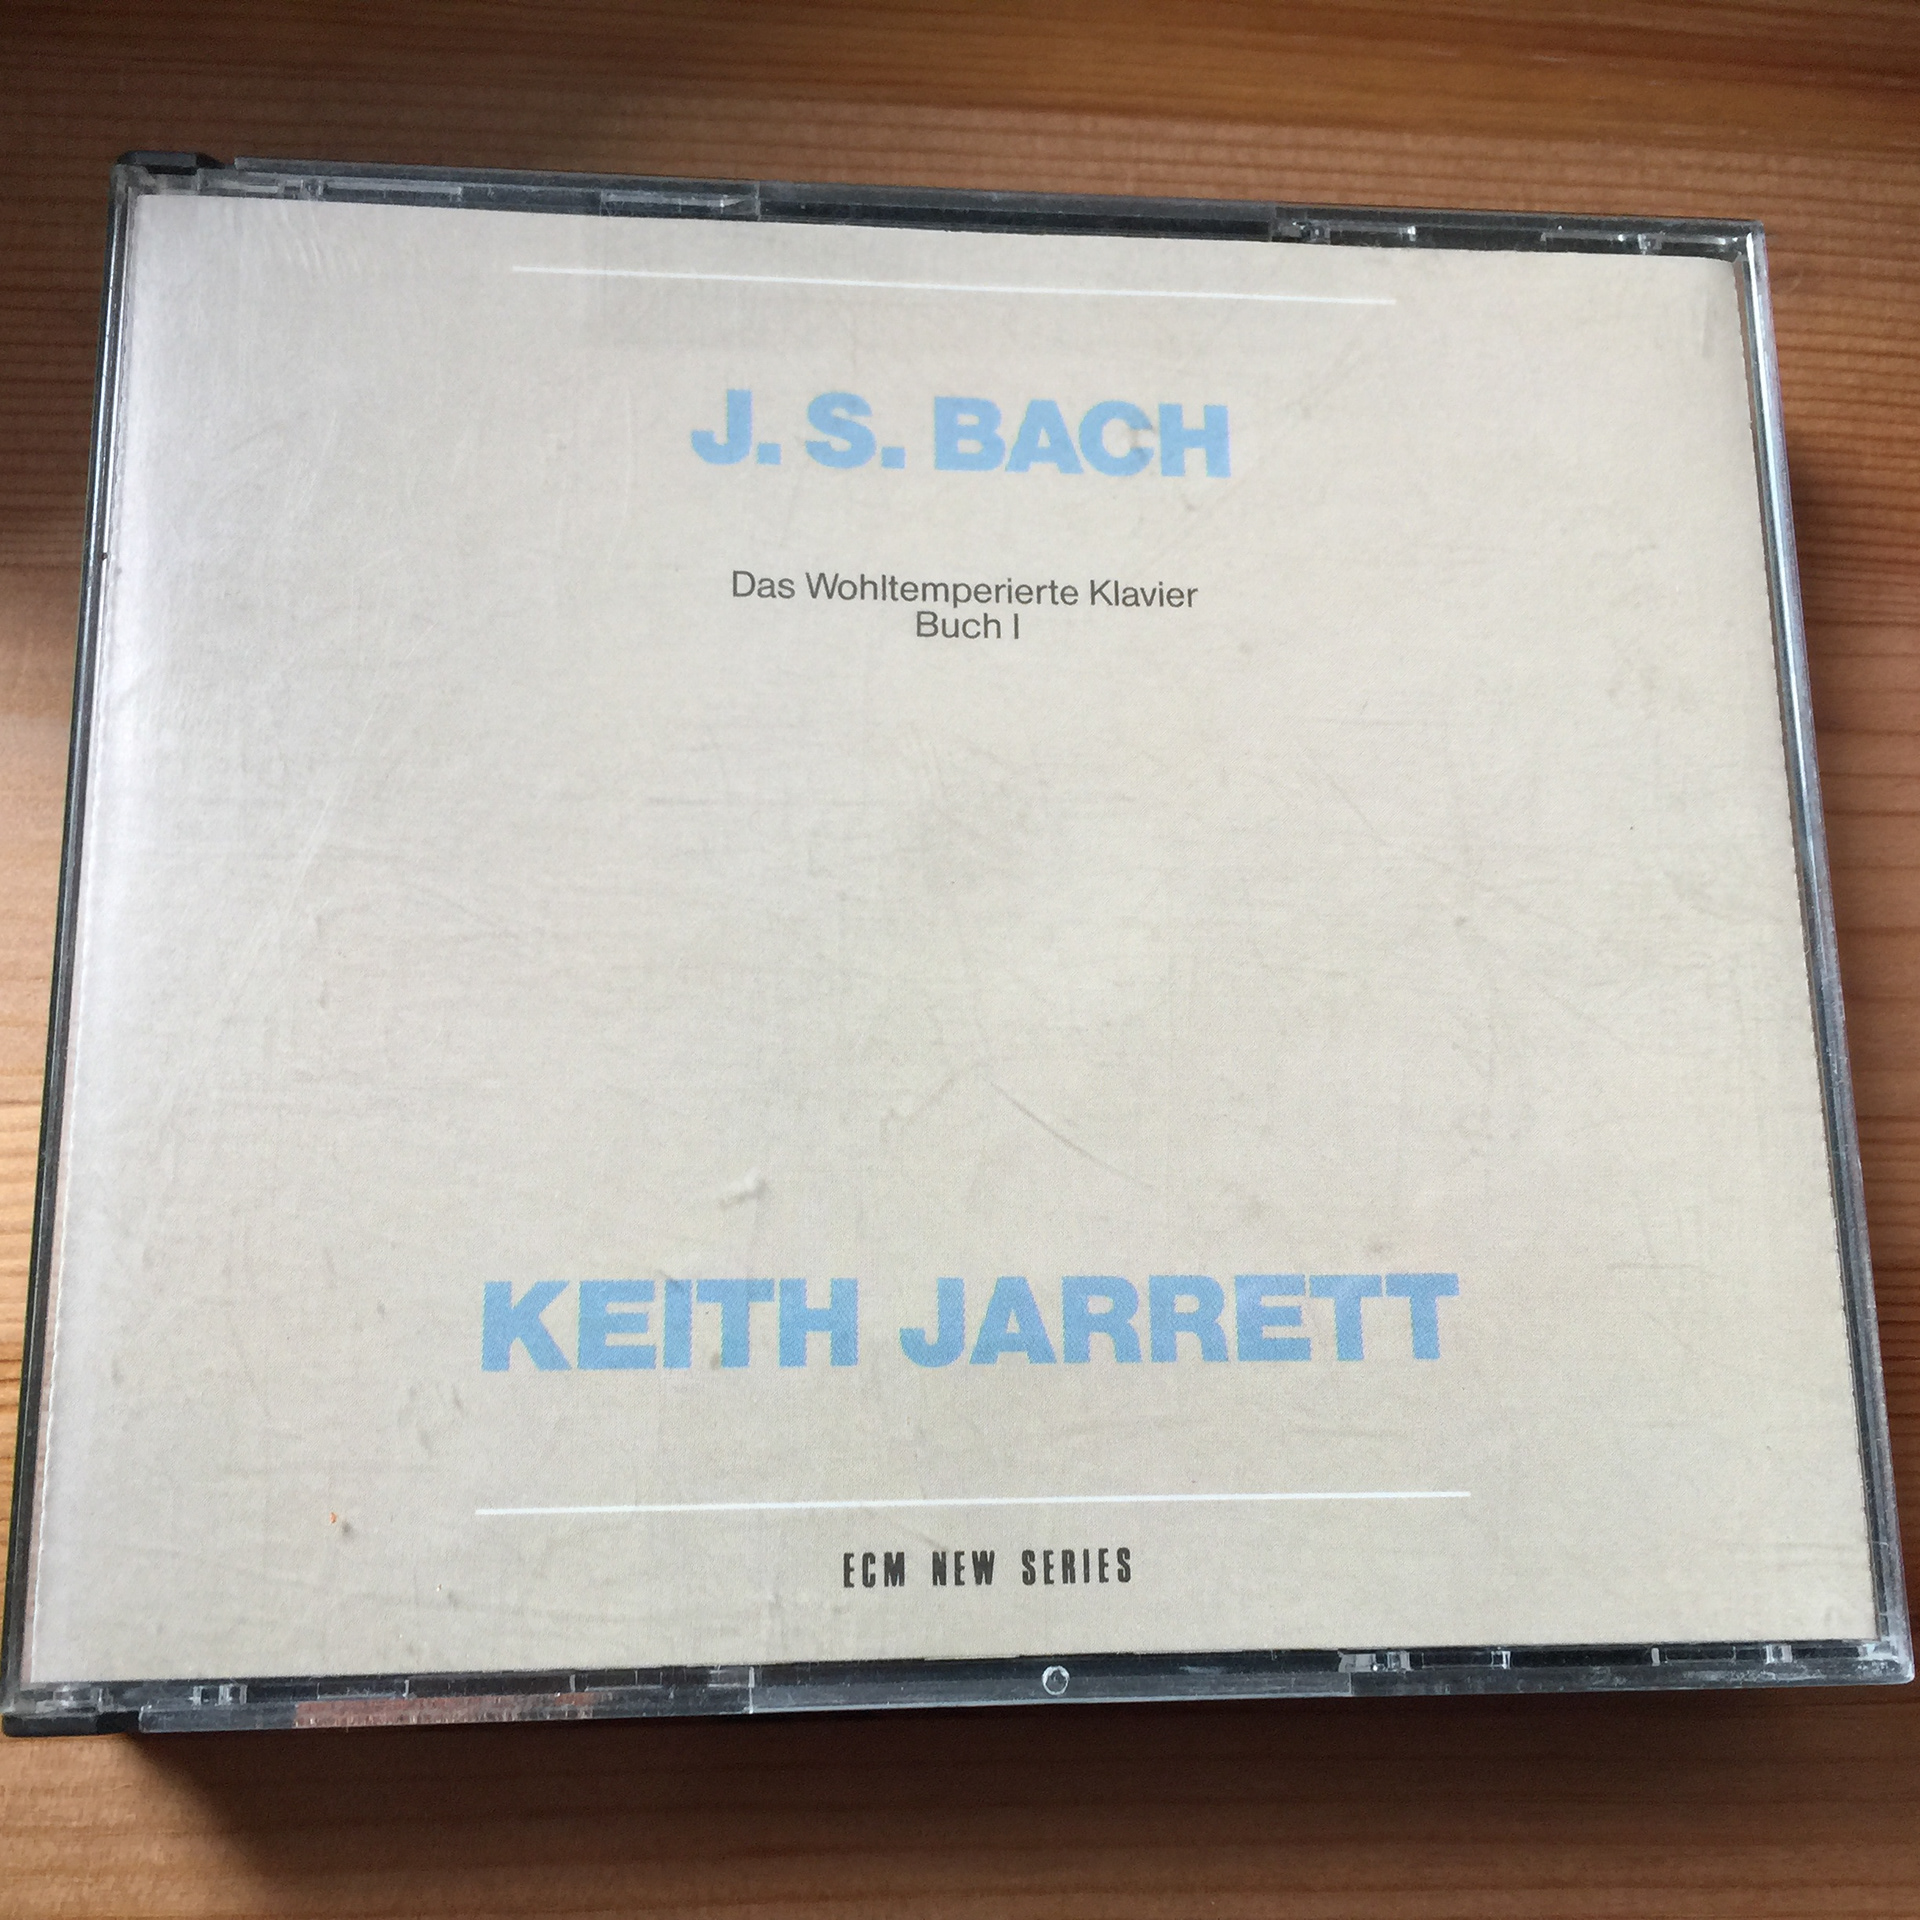 J. S. BACH
Das Wohltemperierte Klavier
Buch I
KEITH JARRETT
ECM NEW SERIES